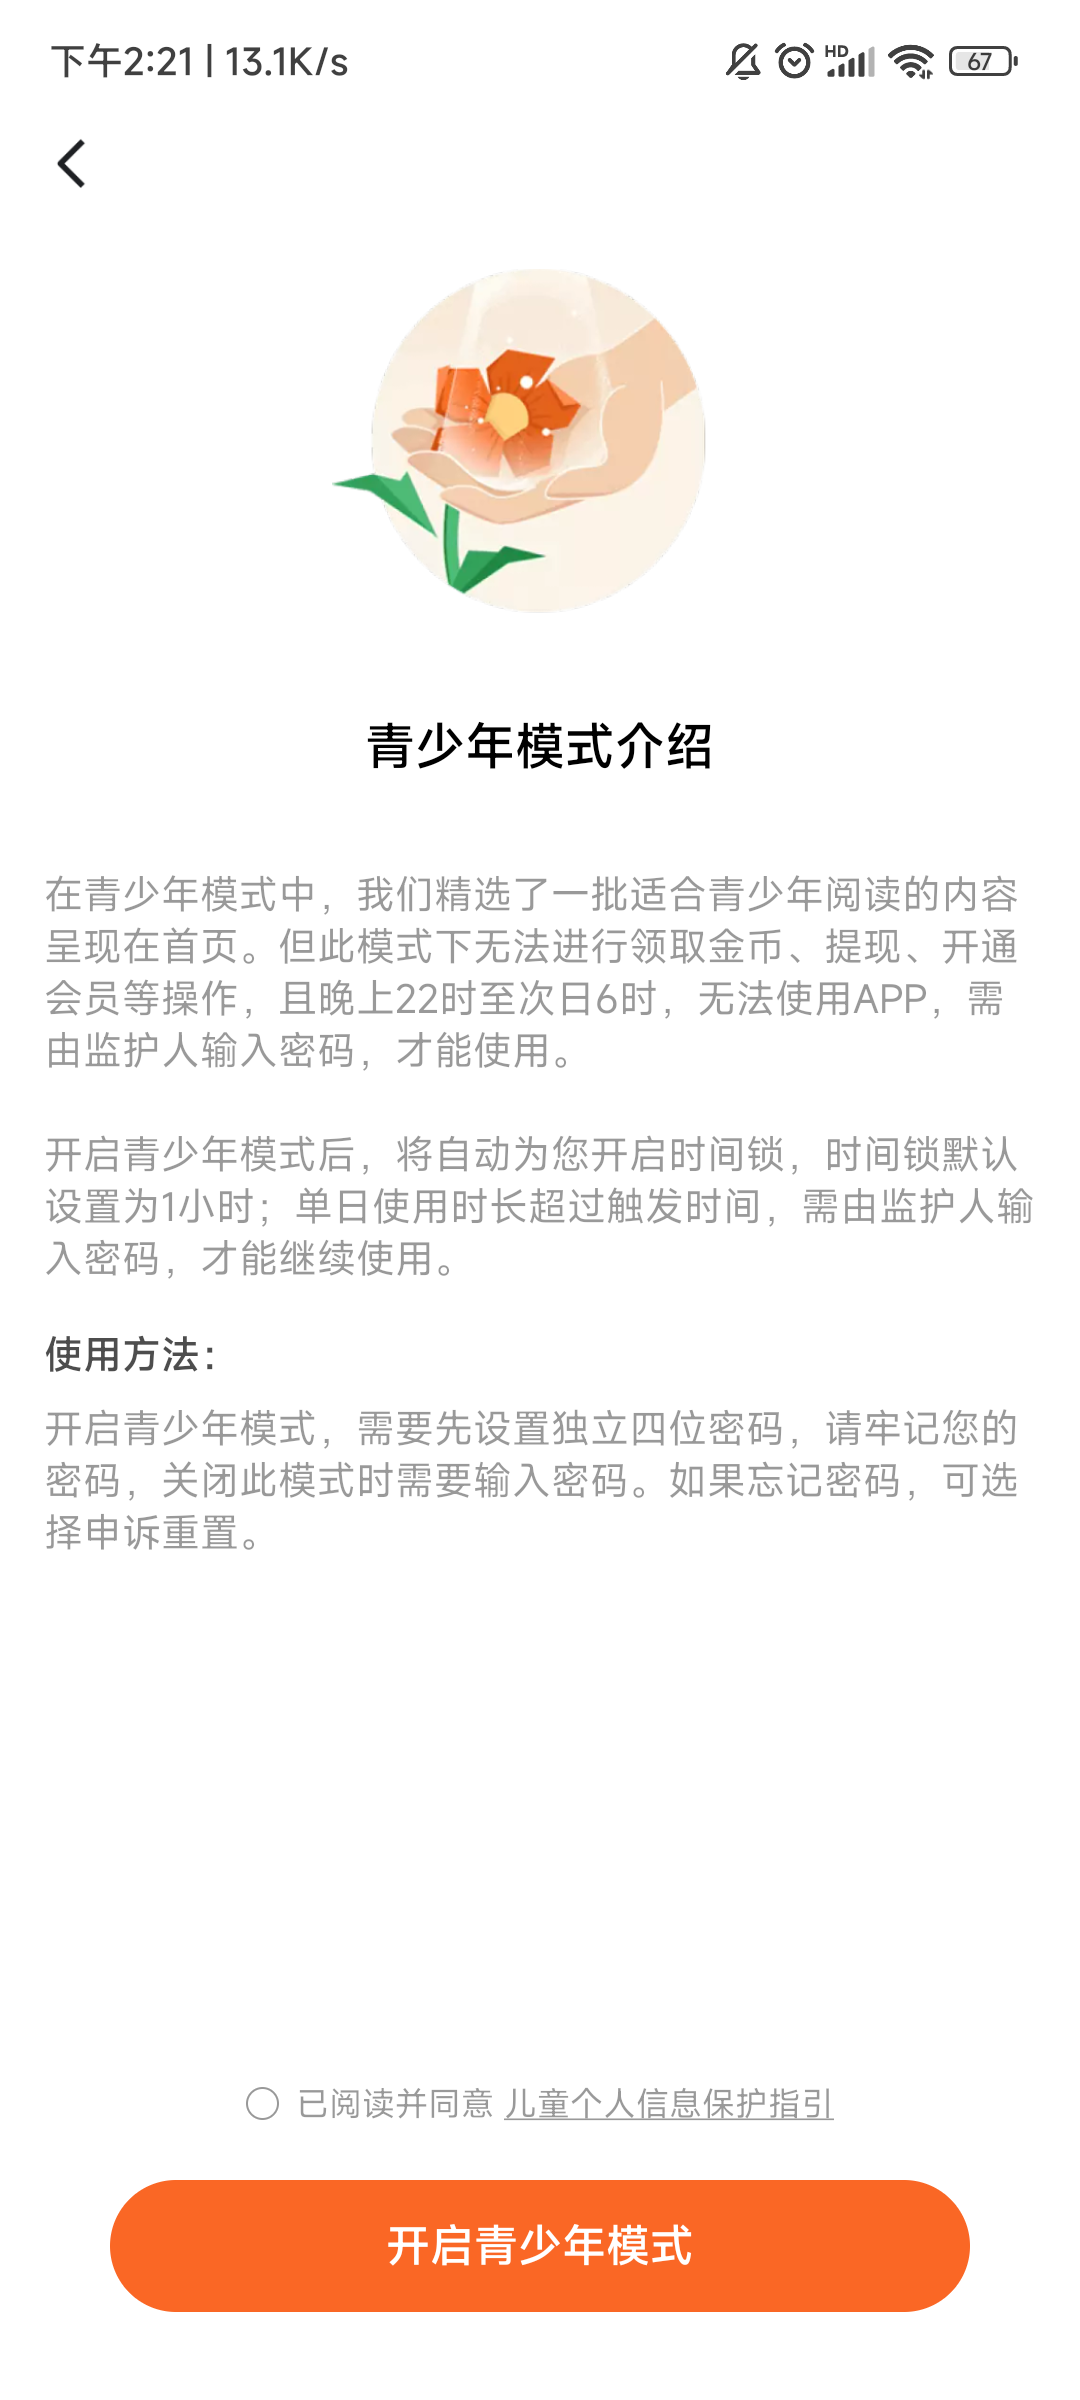 下午2:21 | 13.1K/s
HD
67
青少年模式介绍
在青少年模式中，我们精选了一批适合青少年阅读的内容
呈现在首页。但此模式下无法进行领取金币、提现、开通
会员等操作，且晚上22时至次日6时，无法使用APP，需
由监护人输入密码，才能使用。
开启青少年模式后，将自动为您开启时间锁，时间锁默认
设置为1小时；单日使用时长超过触发时间，需由监护人输
入密码，才能继续使用。
使用方法：
开启青少年模式，需要先设置独立四位密码，请牢记您的
密码，关闭此模式时需要输入密码。如果忘记密码，可选
择申诉重置。
已阅读并同意 儿童个人信息保护指引
开启青少年模式